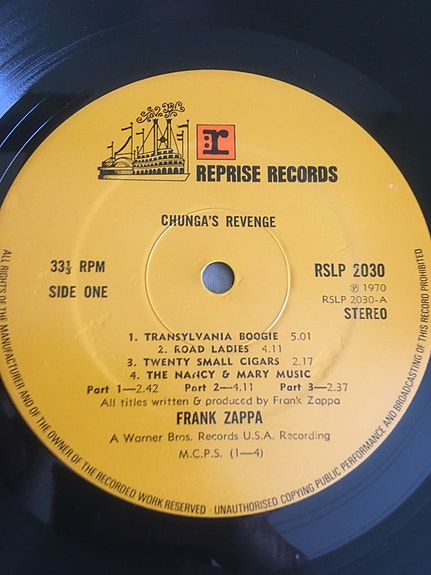 r
REPRISE RECORDS
CHUNGA'S REVENGE
33⅓ RPM
SIDE ONE
RSLP 2030
℗ 1970
RSLP 2030-A
STEREO
1. TRANSYLVANIA BOOGIE 5.01
2. ROAD LADIES 4.11
3. TWENTY SMALL CIGARS 2.17
4. THE NANCY & MARY MUSIC
Part 1—2.42 Part 2—4.11 Part 3—2.37
All titles written & produced by Frank Zappa
FRANK ZAPPA
A Warner Bros. Records U.S.A. Recording
M.C.P.S. (1—4)
ALL RIGHTS OF THE MANUFACTURER AND OF THE OWNER OF THE RECORDED WORK RESERVED · UNAUTHORISED COPYING PUBLIC PERFORMANCE AND BROADCASTING OF THIS RECORD PROHIBITED